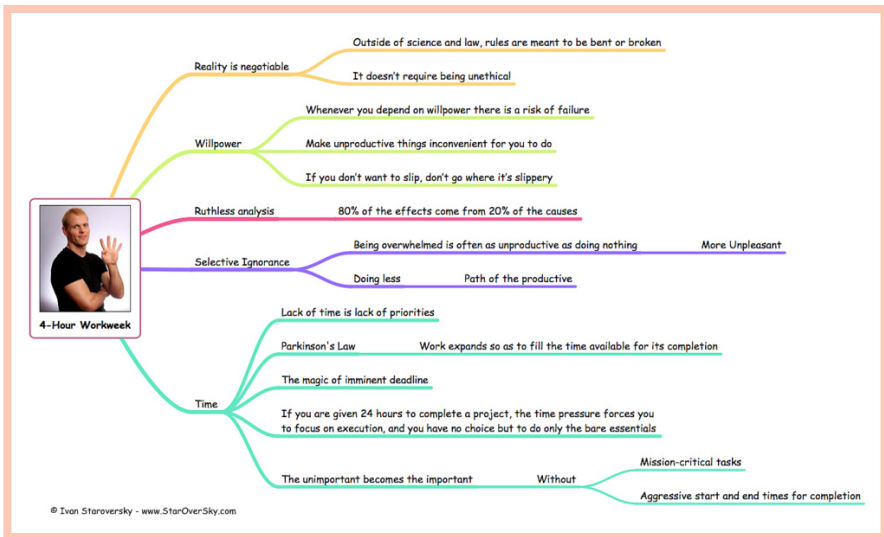 Outside of science and law, rules are meant to be bent or broken
Reality is negotiable
It doesn't require being unethical
Whenever you depend on willpower there is a risk of failure
Willpower
Make unproductive things inconvenient for you to do
If you don't want to slip, don't go where it's slippery
Ruthless analysis
80% of the effects come from 20% of the causes
Being overwhelmed is often as unproductive as doing nothing
More Unpleasant
Selective Ignorance
Doing less
Path of the productive
4-Hour Workweek
Lack of time is lack of priorities
Parkinson's Law
Work expands so as to fill the time available for its completion
The magic of imminent deadline
Time
If you are given 24 hours to complete a project, the time pressure forces you
to focus on execution, and you have no choice but to do only the bare essentials
The unimportant becomes the important
Without
Mission-critical tasks
Aggressive start and end times for completion
© Ivan Staroversky - www.StarOverSky.com